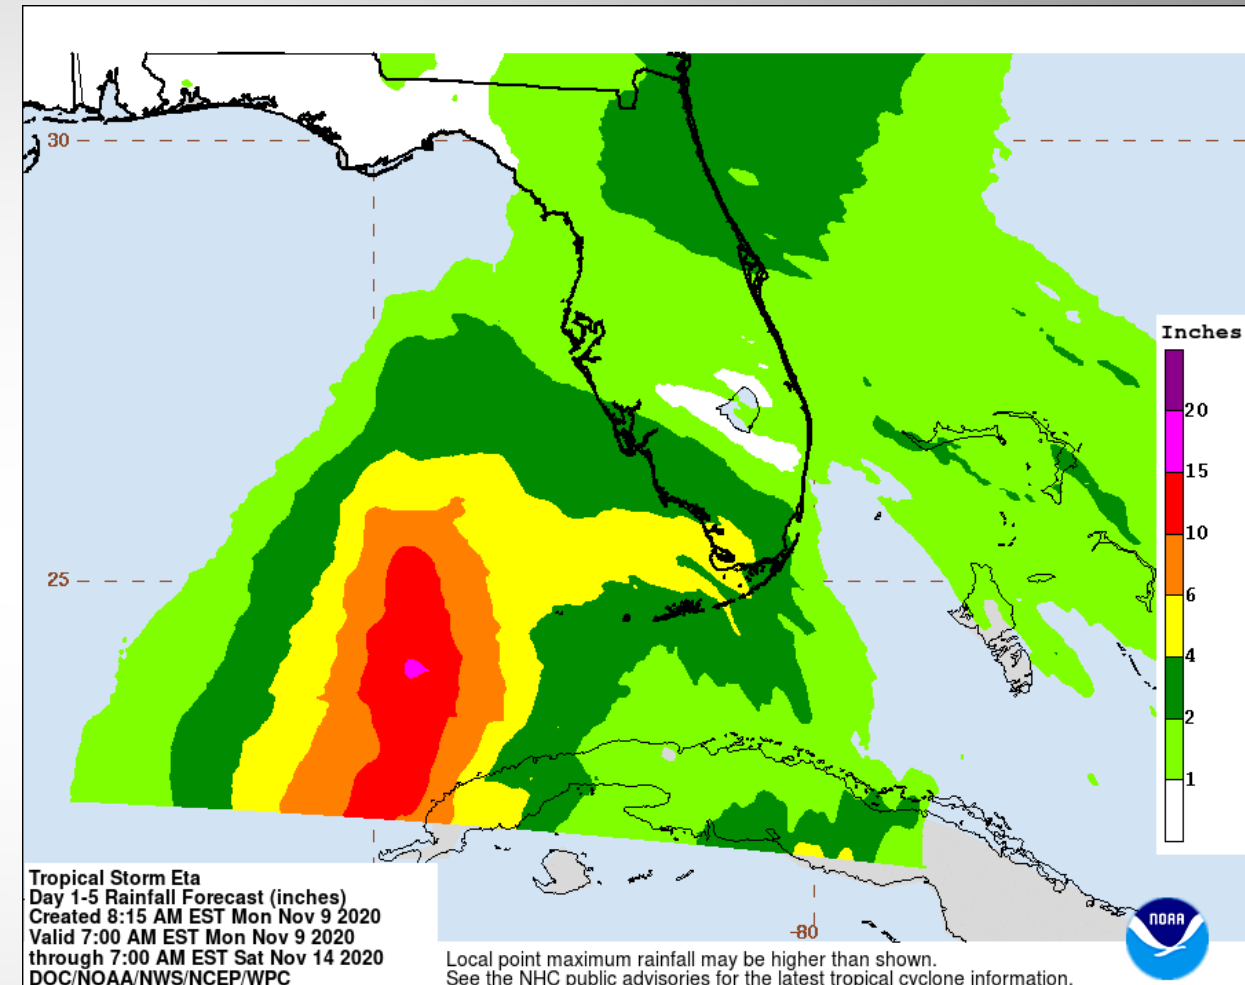 30
25
-80
Inches
20
15
10
6
4
2
1
Tropical Storm Eta
Day 1-5 Rainfall Forecast (inches)
Created 8:15 AM EST Mon Nov 9 2020
Valid 7:00 AM EST Mon Nov 9 2020
through 7:00 AM EST Sat Nov 14 2020
DOC/NOAA/NWS/NCEP/WPC
Local point maximum rainfall may be higher than shown.
See the NHC public advisories for the latest tropical cyclone information.
NOAA